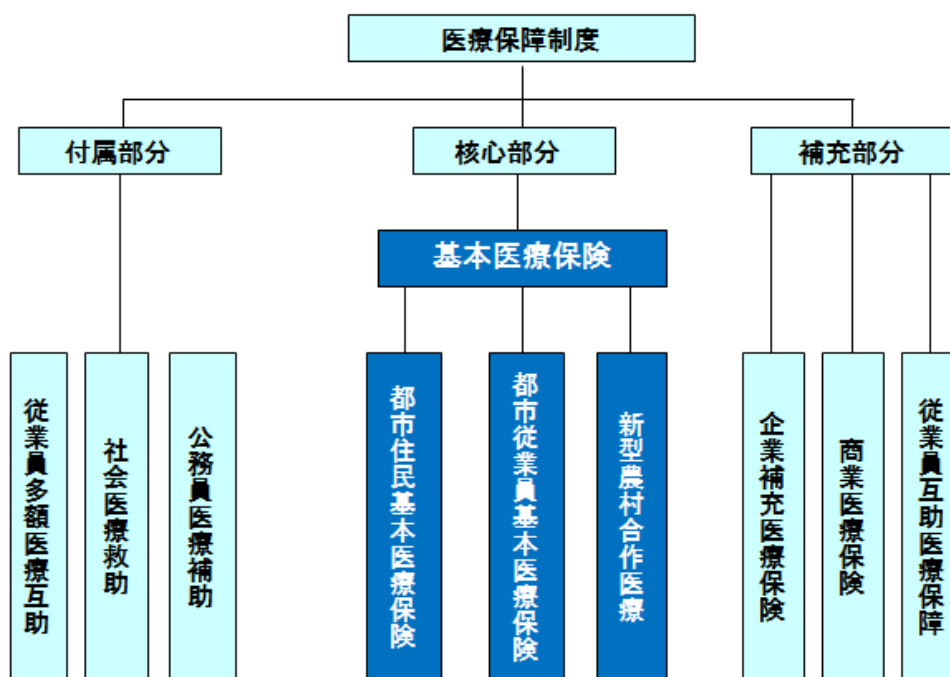 医療保障制度
付属部分
核心部分
補充部分
基本医療保険
従業員多額医療互助
社会医療救助
公務員医療補助
都市住民基本医療保険
都市従業員基本医療保険
新型農村合作医療
企業補充医療保険
商業医療保険
従業員互助医療保障